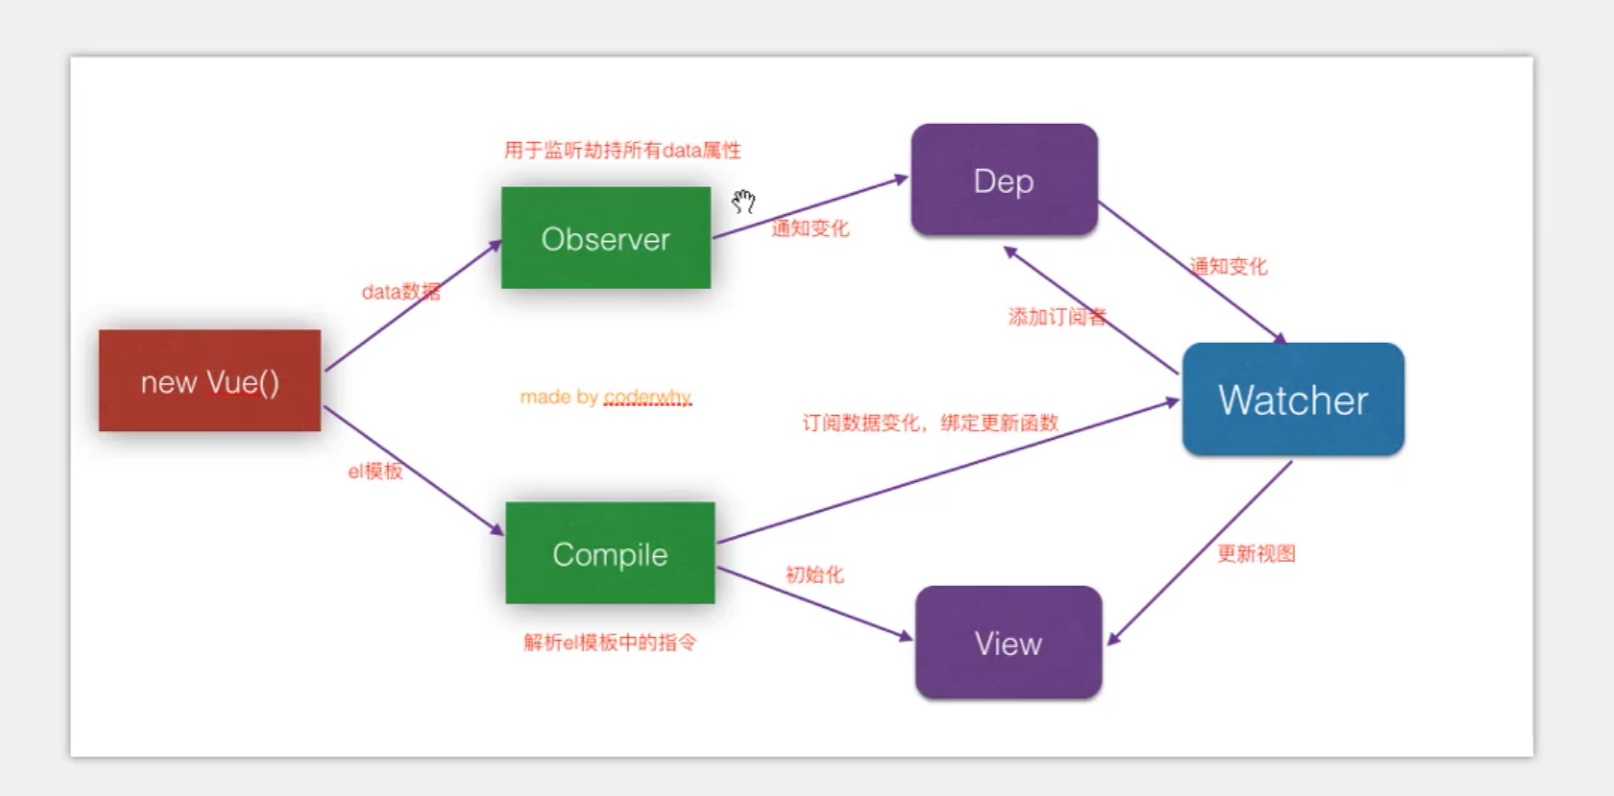 用于监听劫持所有data属性
Dep
Observer
通知变化
通知变化
data数据
添加订阅者
new Vue()
made by coderwhy
Watcher
订阅数据变化，绑定更新函数
el模板
Compile
初始化
更新视图
解析el模板中的指令
View